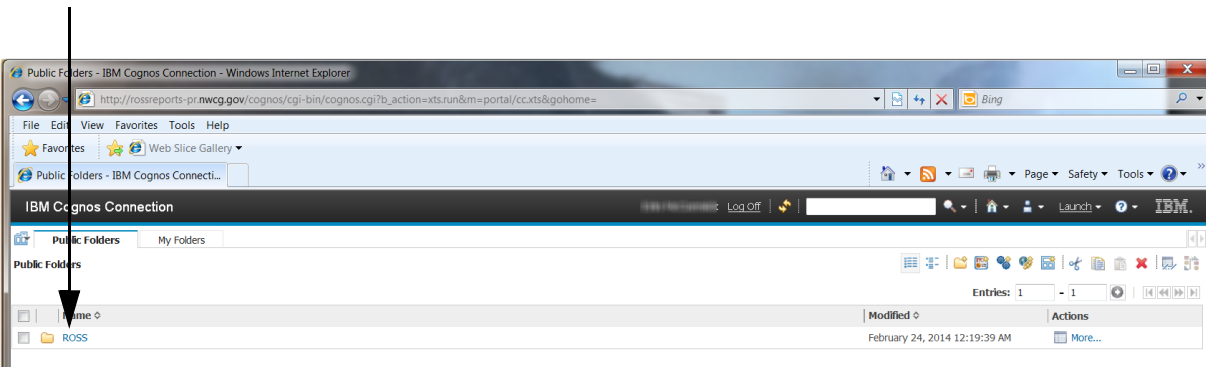 Public Folders - IBM Cognos Connection - Windows Internet Explorer
http://rossreports-pr.nwcg.gov/cognos/cgi-bin/cognos.cgi?b_action=xts.run&m=portal/cc.xts&gohome=
Bing
File Edit View Favorites Tools Help
Favorites Web Slice Gallery
Public Folders - IBM Cognos Connecti...
Page Safety Tools
IBM Cognos Connection
Log Off
Launch
IBM.
Public Folders My Folders
Public Folders
Entries: 1 - 1
Name Modified Actions
ROSS February 24, 2014 12:19:39 AM More...